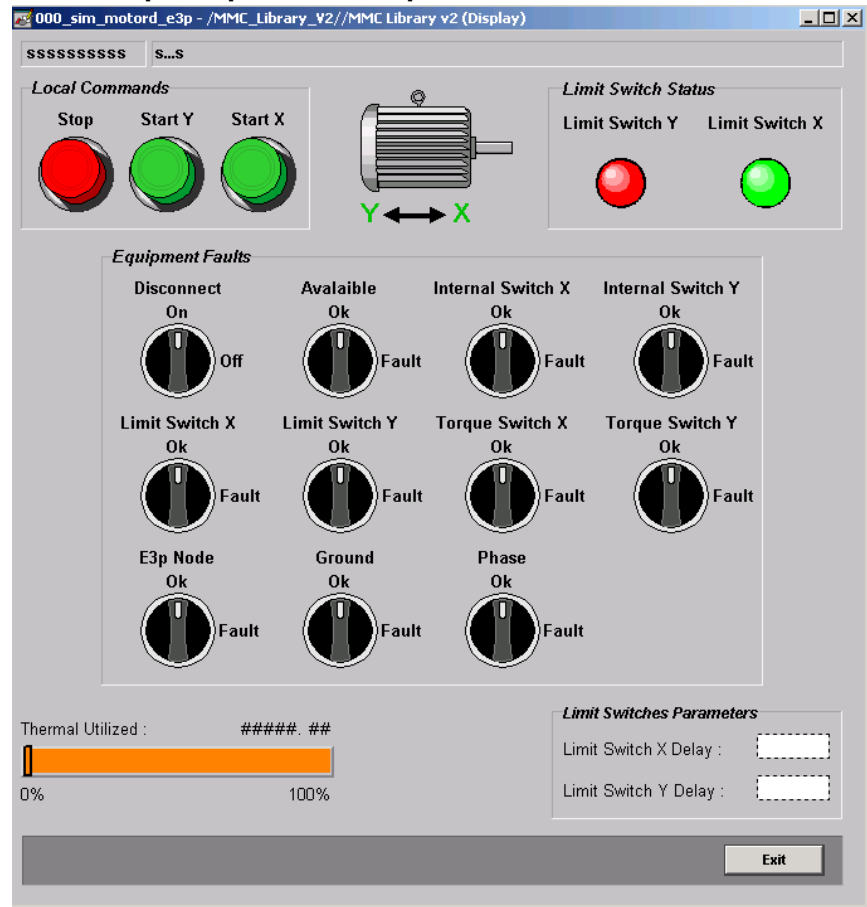 000_sim_motord_e3p - /MMC_Library_V2//MMC Library v2 (Display)
ssssssssss s...s
Local Commands
Stop Start Y Start X
Y X
Limit Switch Status
Limit Switch Y Limit Switch X
Equipment Faults
Disconnect Avalaible Internal Switch X Internal Switch Y
On Ok Ok Ok
Off Fault Fault Fault
Limit Switch X Limit Switch Y Torque Switch X Torque Switch Y
Ok Ok Ok Ok
Fault Fault Fault Fault
E3p Node Ground Phase
Ok Ok Ok
Fault Fault Fault
Thermal Utilized : #####. ##
0% 100%
Limit Switches Parameters
Limit Switch X Delay :
Limit Switch Y Delay :
Exit